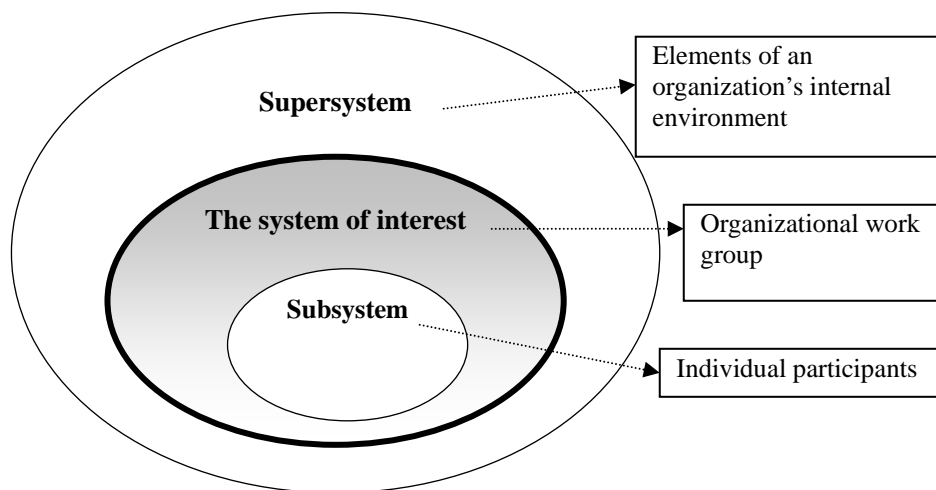 Supersystem
Elements of an
organization’s internal
environment
The system of interest
Organizational work
group
Subsystem
Individual participants